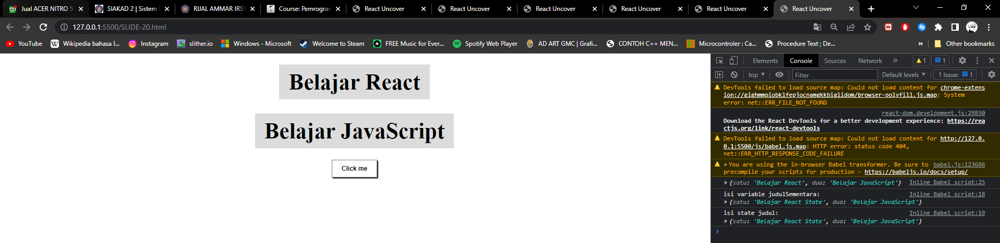 Jual ACER NITRO 5
SIAKAD 2 | Sistem
RIJAL AMMAR IRSY
Course: Pemrogram
React Uncover
React Uncover
React Uncover
React Uncover
React Uncover
React Uncover
127.0.0.1:5500/SLIDE-20.html
YouTube
Wikipedia bahasa I...
Instagram
slither.io
Windows - Microsoft
Welcome to Steam
FREE Music for Ever...
Spotify Web Player
AD ART GMC | Grafi...
CONTOH C++ MEN...
Microcontroler : Ca...
Procedure Text ; De...
»
Other bookmarks
Belajar React
Belajar JavaScript
Click me
Elements Console Sources Network » 1 1
top Filter Default levels 1 Issue: 1
DevTools failed to load source map: Could not load content for chrome-extens
ion://gighmmpiobklfepjocnamgkkbiglidom/browser-polyfill.js.map: System
error: net::ERR_FILE_NOT_FOUND
react-dom.development.js:29850
Download the React DevTools for a better development experience: https://rea
ctjs.org/link/react-devtools
DevTools failed to load source map: Could not load content for http://127.0.
0.1:5500/js/babel.js.map: HTTP error: status code 404,
net::ERR_HTTP_RESPONSE_CODE_FAILURE
You are using the in-browser Babel transformer. Be sure to babel.js:123686
precompile your scripts for production - https://babeljs.io/docs/setup/
{satu: 'Belajar React', dua: 'Belajar JavaScript'} Inline Babel script:25
isi variable judulSementara: Inline Babel script:18
{satu: 'Belajar React State', dua: 'Belajar JavaScript'}
isi state judul: Inline Babel script:19
{satu: 'Belajar React State', dua: 'Belajar JavaScript'}